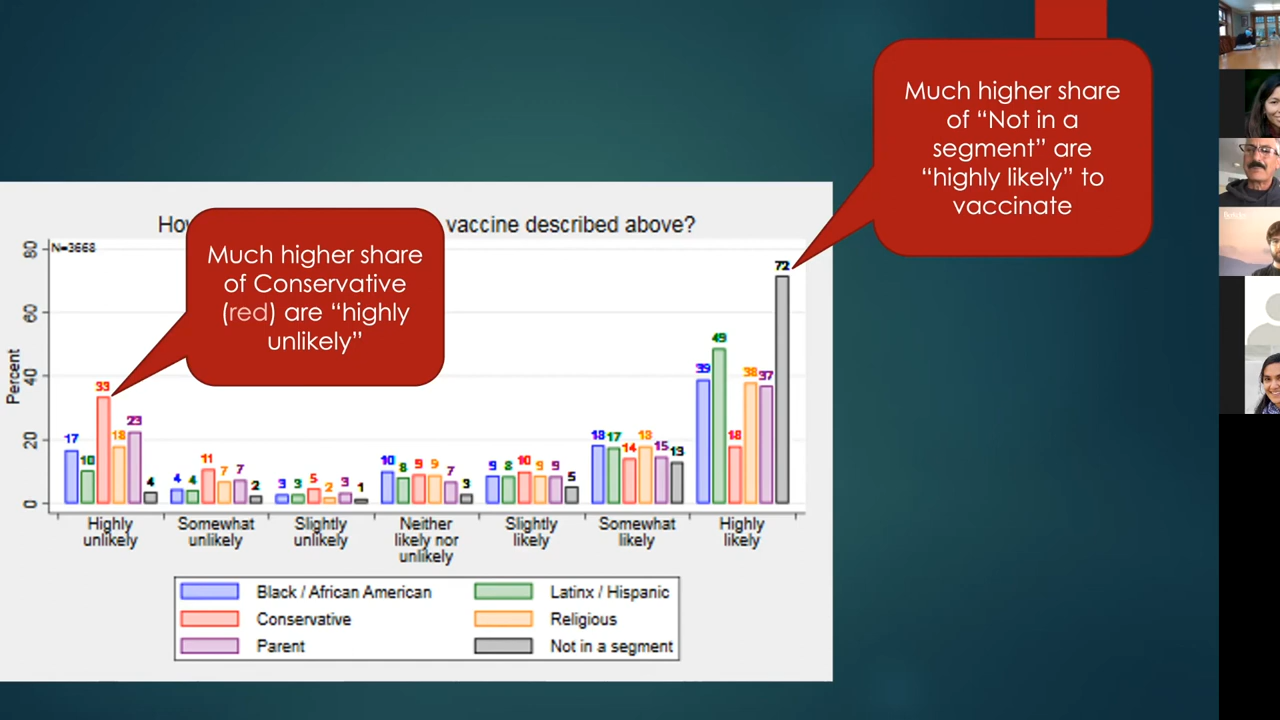 Much higher share
of “Not in a
segment” are
“highly likely” to
vaccinate
vaccine described above?
Much higher share
of Conservative
(red) are “highly
unlikely”
N=3668
Percent
80
60
40
20
0
17
10
33
18
23
4
4
4
11
7
7
2
3
3
5
2
3
1
10
8
9
9
7
3
9
8
10
9
9
5
18
17
14
18
15
13
39
49
18
38
37
72
Highly
unlikely
Somewhat
unlikely
Slightly
unlikely
Neither
likely nor
unlikely
Slightly
likely
Somewhat
likely
Highly
likely
Black / African American
Latinx / Hispanic
Conservative
Religious
Parent
Not in a segment